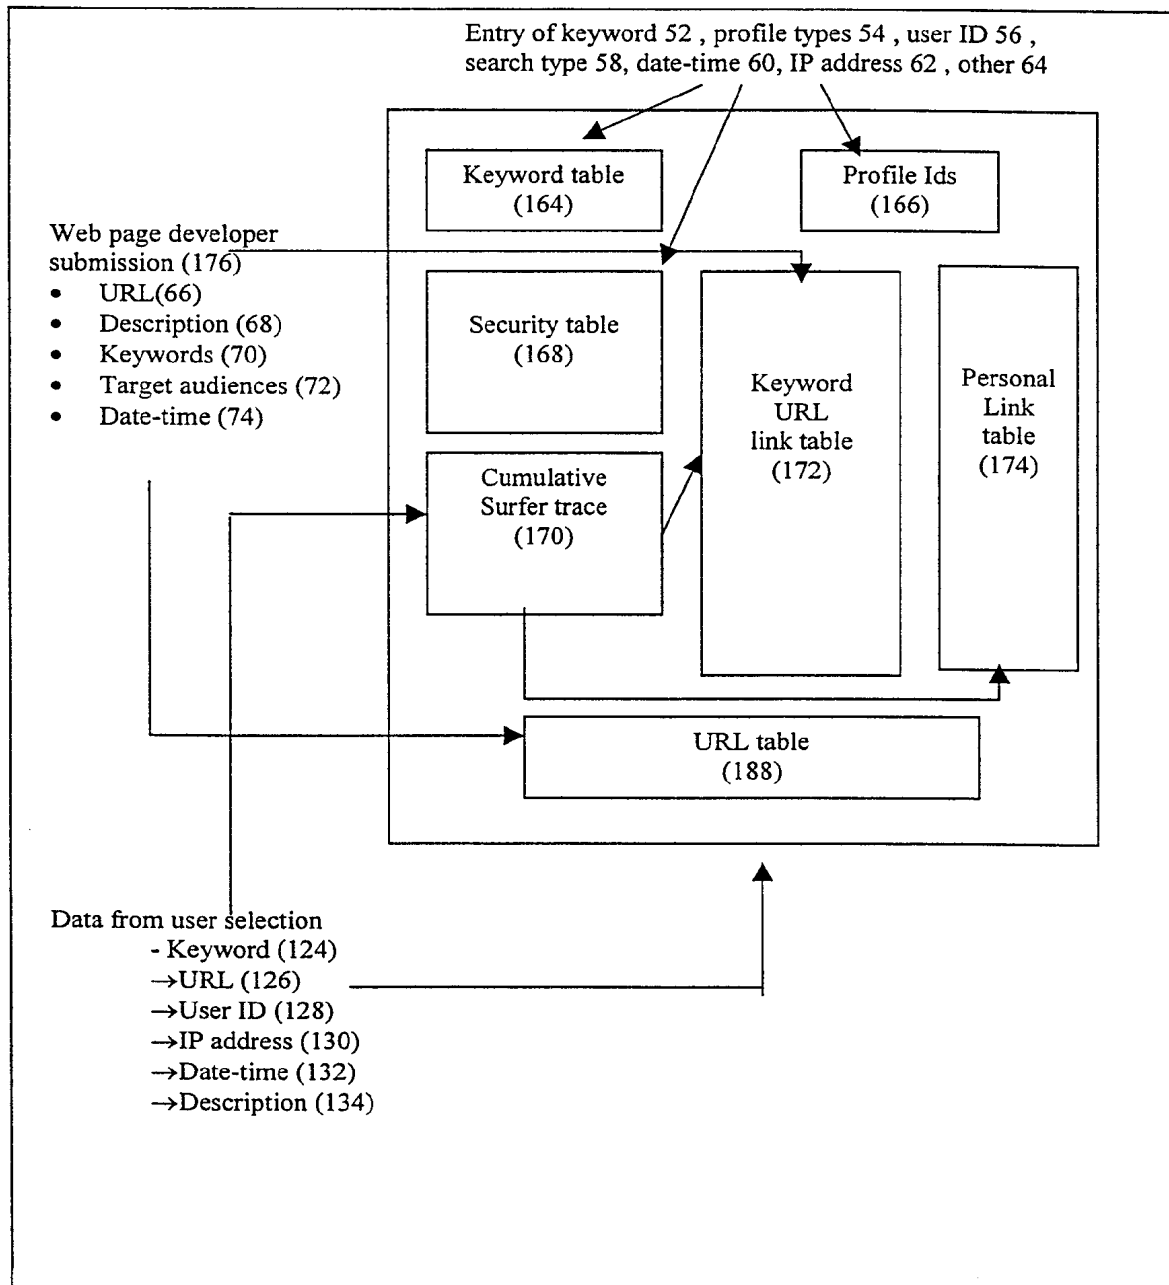 Entry of keyword 52 , profile types 54 , user ID 56 ,
search type 58, date-time 60, IP address 62 , other 64
Keyword table
(164)
Profile Ids
(166)
Web page developer
submission (176)
• URL(66)
• Description (68)
• Keywords (70)
• Target audiences (72)
• Date-time (74)
Security table
(168)
Keyword
URL
link table
(172)
Personal
Link
table
(174)
Cumulative
Surfer trace
(170)
URL table
(188)
Data from user selection
- Keyword (124)
→URL (126)
→User ID (128)
→IP address (130)
→Date-time (132)
→Description (134)